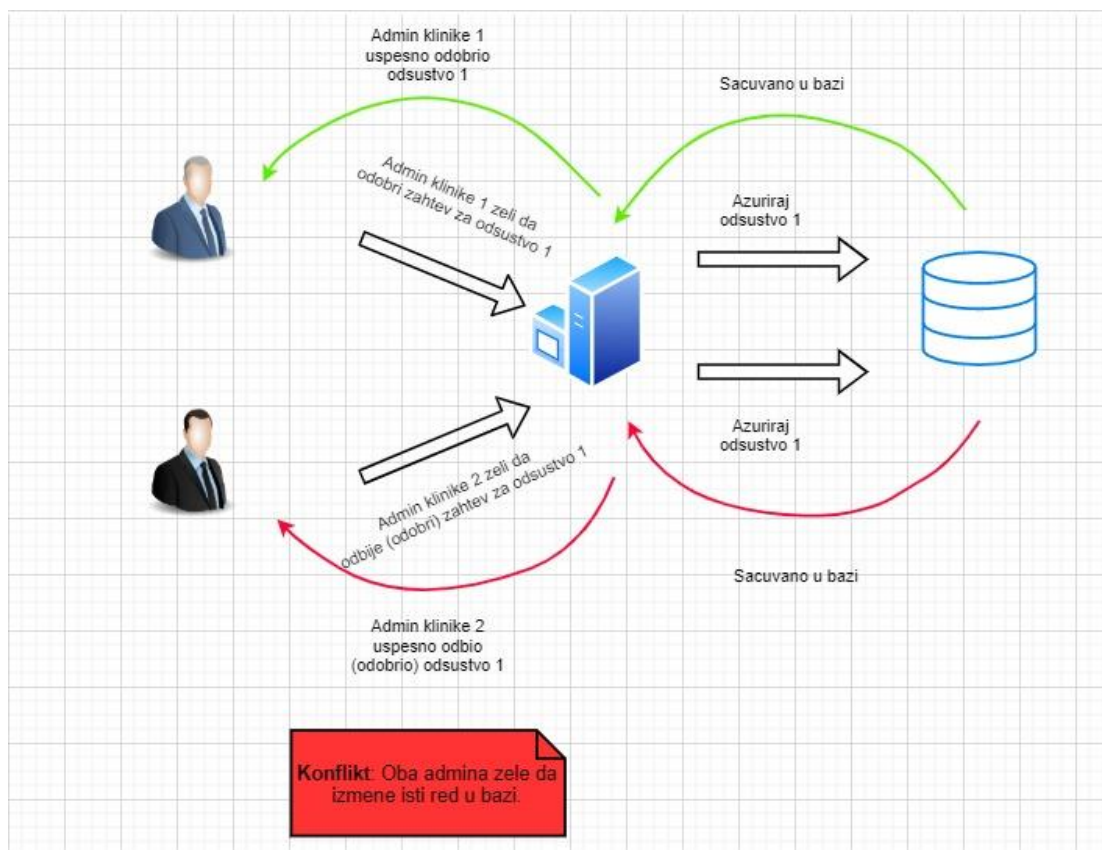 Admin klinike 1
uspesno odobrio
odsustvo 1
Sacuvano u bazi
Admin klinike 1 zeli da
odobri zahtev za odsustvo 1
Azuriraj
odsustvo 1
Azuriraj
odsustvo 1
Admin klinike 2 zeli da
odbije (odobri) zahtev za odsustvo 1
Sacuvano u bazi
Admin klinike 2
uspesno odbio
(odobrio) odsustvo 1
Konflikt: Oba admina zele da
izmene isti red u bazi.